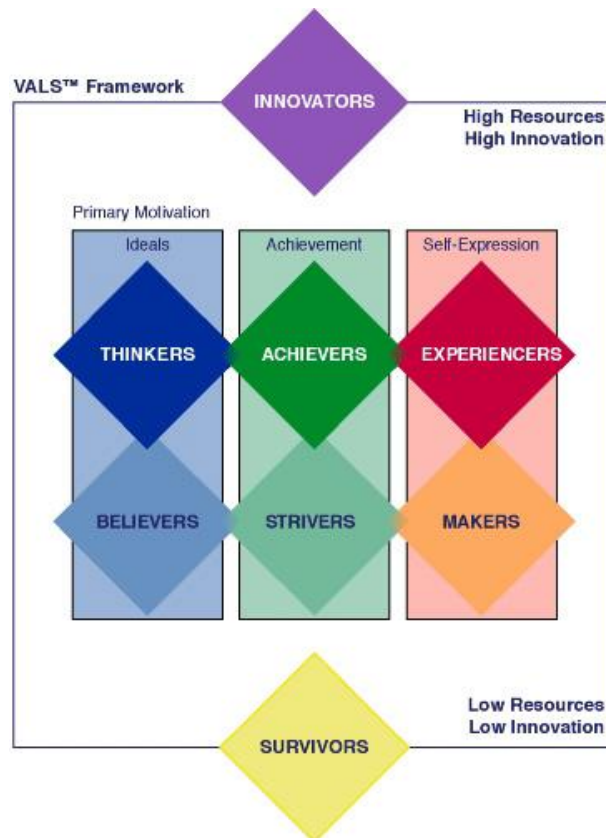 VALS™ Framework
INNOVATORS
High Resources
High Innovation
Primary Motivation
Ideals
Achievement
Self-Expression
THINKERS
ACHIEVERS
EXPERIENCERS
BELIEVERS
STRIVERS
MAKERS
Low Resources
Low Innovation
SURVIVORS